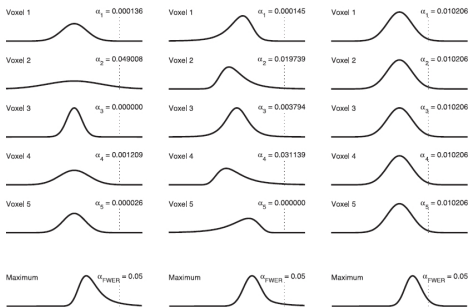 Voxel 1 α1 = 0.000136 Voxel 1 α1 = 0.000145 Voxel 1 α1 = 0.010206
Voxel 2 α2 = 0.049008 Voxel 2 α2 = 0.019739 Voxel 2 α2 = 0.010206
Voxel 3 α3 = 0.000000 Voxel 3 α3 = 0.003794 Voxel 3 α3 = 0.010206
Voxel 4 α4 = 0.001209 Voxel 4 α4 = 0.031139 Voxel 4 α4 = 0.010206
Voxel 5 α5 = 0.000026 Voxel 5 α5 = 0.000000 Voxel 5 α5 = 0.010206
Maximum αFWER = 0.05 Maximum αFWER = 0.05 Maximum αFWER = 0.05